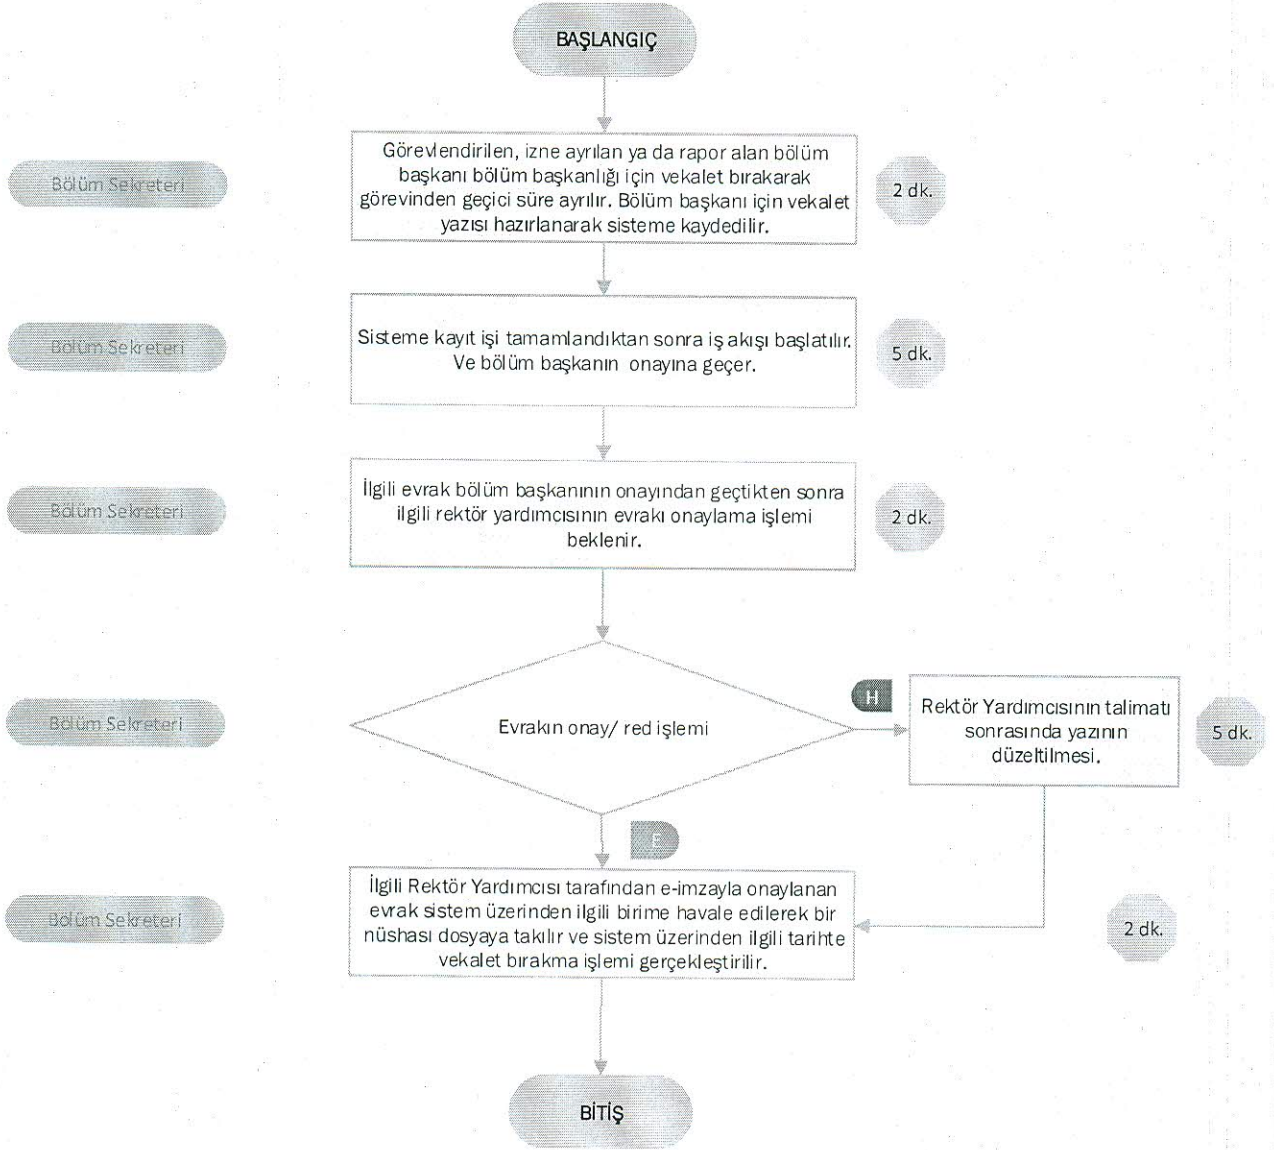 BAŞLANGIÇ
Bölüm Sekreteri
Görevlendirilen, izne ayrılan ya da rapor alan bölüm
başkanı bölüm başkanlığı için vekalet bırakarak
görevinden geçici süre ayrılır. Bölüm başkanı için vekalet
yazısı hazırlanarak sisteme kaydedilir.
2 dk.
Bölüm Sekreteri
Sisteme kayıt işi tamamlandıktan sonra iş akışı başlatılır.
Ve bölüm başkanın onayına geçer.
5 dk.
Bölüm Sekreteri
İlgili evrak bölüm başkanının onayından geçtikten sonra
ilgili rektör yardımcısının evrakı onaylama işlemi
beklenir.
2 dk.
Bölüm Sekreteri
Evrakın onay/ red işlemi
H
Rektör Yardımcısının talimatı
sonrasında yazının
düzeltilmesi.
5 dk.
E
Bölüm Sekreteri
İlgili Rektör Yardımcısı tarafından e-imzayla onaylanan
evrak sistem üzerinden ilgili birime havale edilerek bir
nüshası dosyaya takılır ve sistem üzerinden ilgili tarihte
vekalet bırakma işlemi gerçekleştirilir.
2 dk.
BİTİŞ